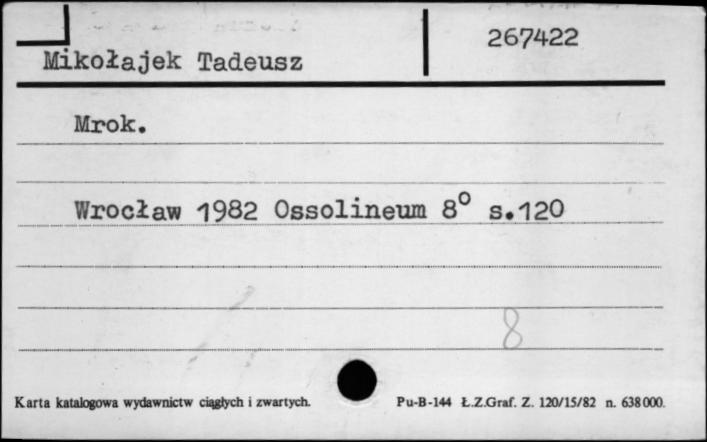 267422
Mikołajek Tadeusz
Mrok.
Wrocław 1982 Ossolineum 8° s.120
8
Karta katalogowa wydawnictw ciągłych i zwartych.
Pu-B-144 Ł.Z.Graf. Z. 120/15/82 n. 638000.